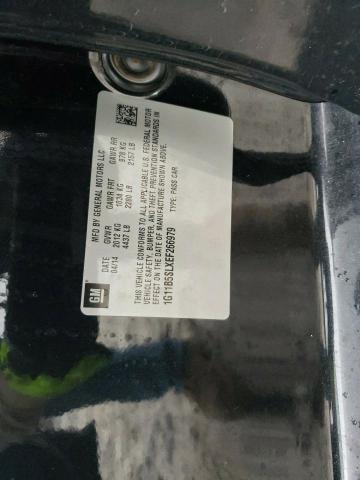 MFD BY GENERAL MOTORS LLC
DATE GVWR GAWR FRT GAWR RR
04/14 2012 KG 1034 KG 978 KG
4437 LB 2280 LB 2157 LB
THIS VEHICLE CONFORMS TO ALL APPLICABLE U.S. FEDERAL MOTOR
VEHICLE SAFETY, BUMPER, AND THEFT PREVENTION STANDARDS IN
EFFECT ON THE DATE OF MANUFACTURE SHOWN ABOVE.
1G11B5SLXEF266979 TYPE: PASS CAR
GM